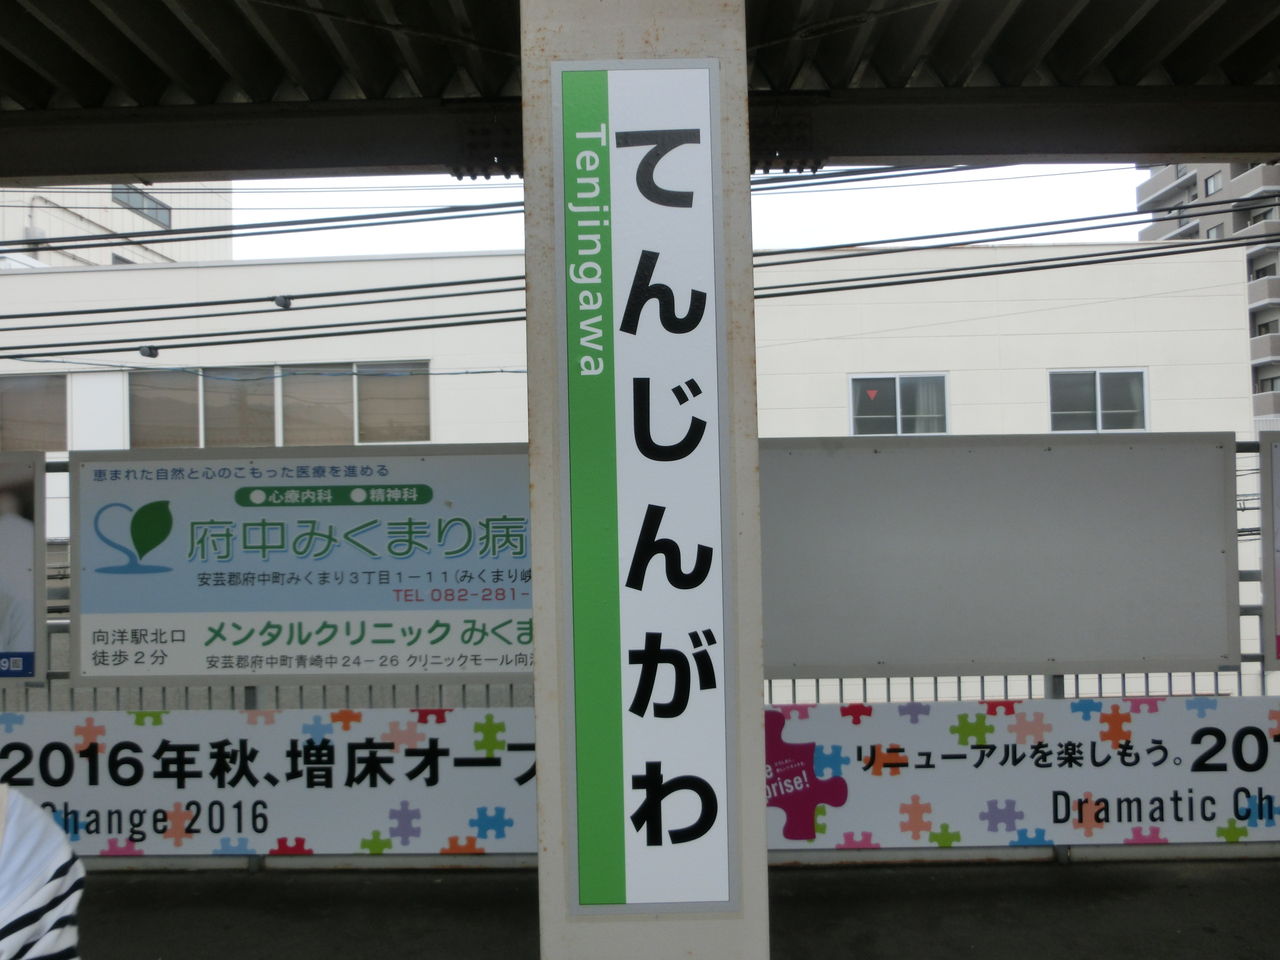 てんじんがわ
Tenjingawa
恵まれた自然と心のこもった医療を進める
●心療内科 ●精神科
府中みくまり病
安芸郡府中町みくまり3丁目1-11(みくまり峡
TEL 082-281-
向洋駅北口
徒歩2分
メンタルクリニック みくま
安芸郡府中町青崎中24-26 クリニックモール向洋
2016年秋、増床オープ
Change 2016
prise!
リニューアルを楽しもう。201
Dramatic Ch